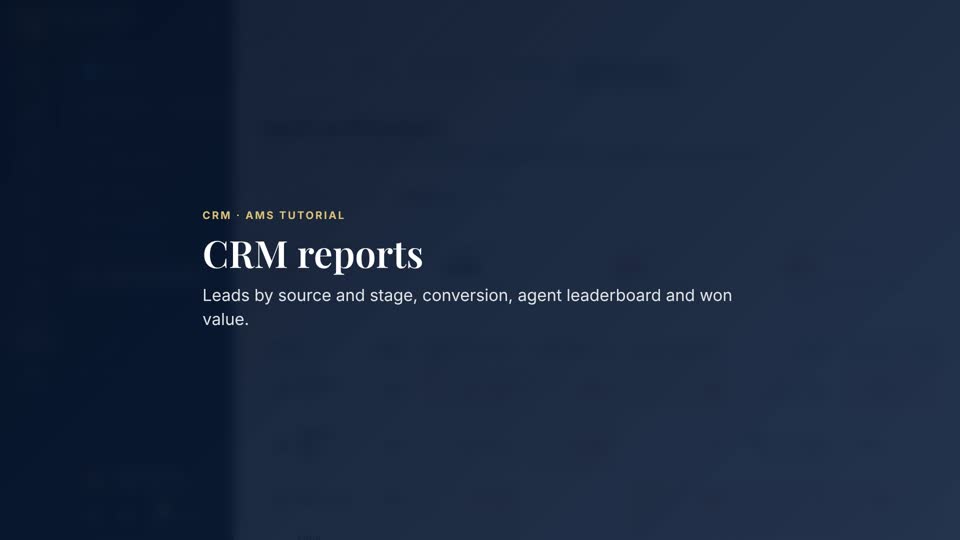 CRM · AMS TUTORIAL
CRM reports
Leads by source and stage, conversion, agent leaderboard and won
value.